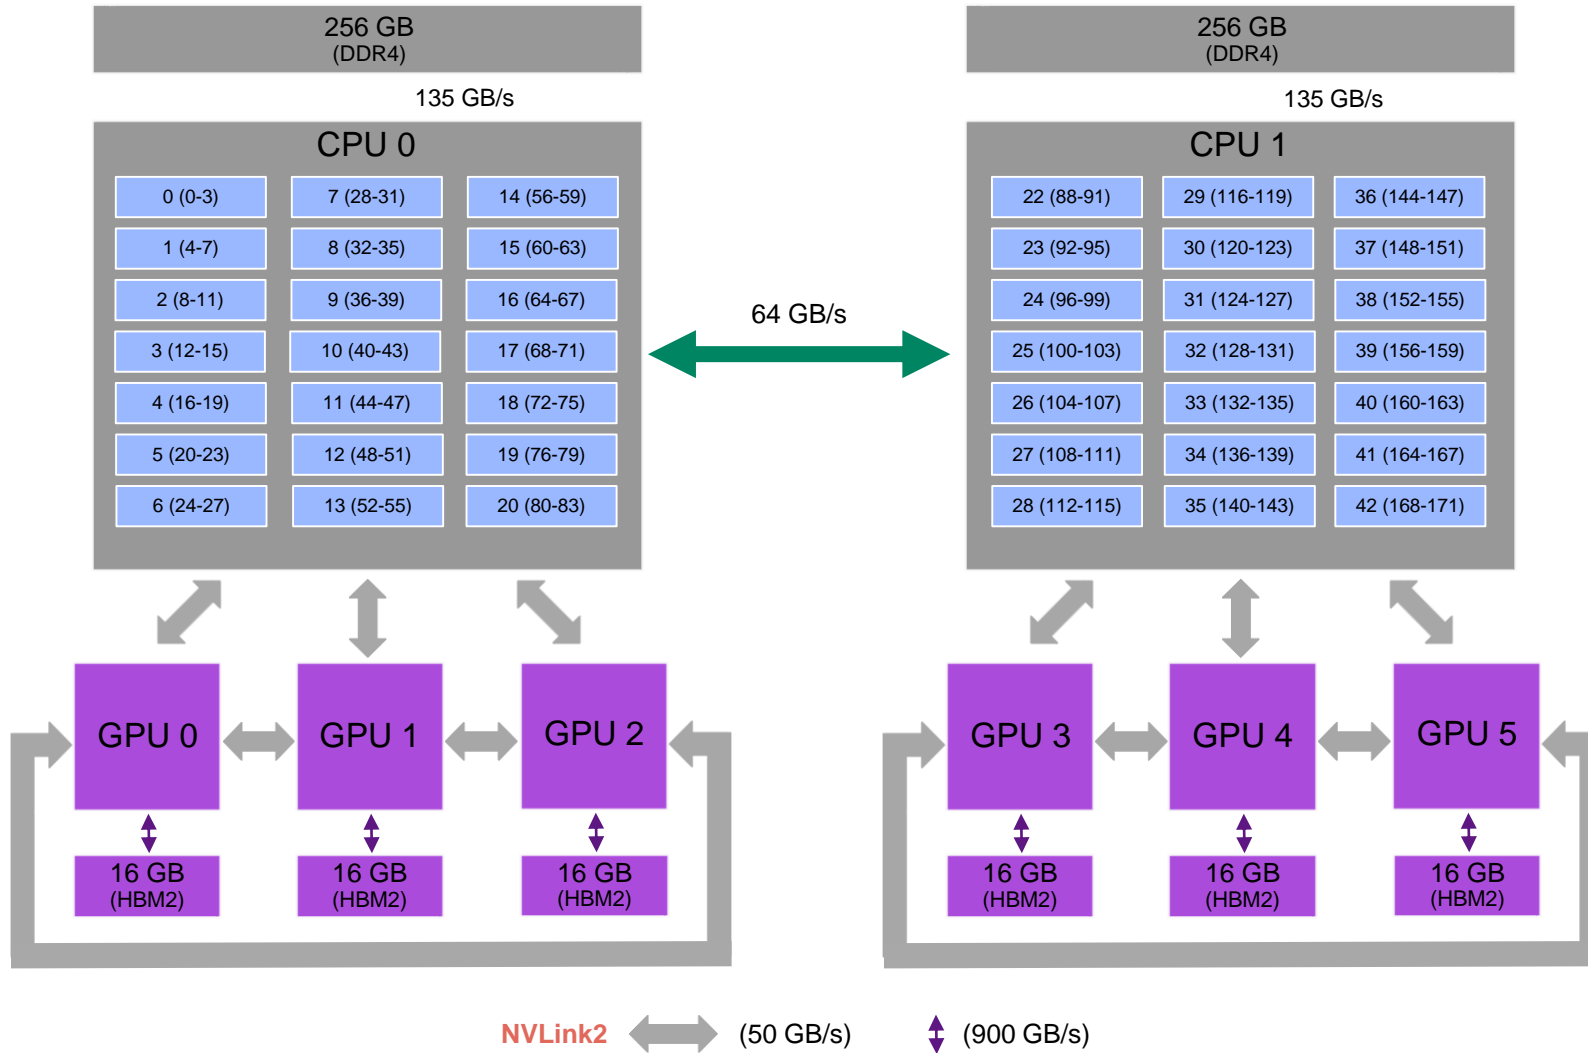 256 GB
(DDR4)
135 GB/s
CPU 0
0 (0-3)
7 (28-31)
14 (56-59)
1 (4-7)
8 (32-35)
15 (60-63)
2 (8-11)
9 (36-39)
16 (64-67)
3 (12-15)
10 (40-43)
17 (68-71)
4 (16-19)
11 (44-47)
18 (72-75)
5 (20-23)
12 (48-51)
19 (76-79)
6 (24-27)
13 (52-55)
20 (80-83)
64 GB/s
256 GB
(DDR4)
135 GB/s
CPU 1
22 (88-91)
29 (116-119)
36 (144-147)
23 (92-95)
30 (120-123)
37 (148-151)
24 (96-99)
31 (124-127)
38 (152-155)
25 (100-103)
32 (128-131)
39 (156-159)
26 (104-107)
33 (132-135)
40 (160-163)
27 (108-111)
34 (136-139)
41 (164-167)
28 (112-115)
35 (140-143)
42 (168-171)
GPU 0
GPU 1
GPU 2
16 GB
(HBM2)
16 GB
(HBM2)
16 GB
(HBM2)
GPU 3
GPU 4
GPU 5
16 GB
(HBM2)
16 GB
(HBM2)
16 GB
(HBM2)
NVLink2 (50 GB/s) (900 GB/s)